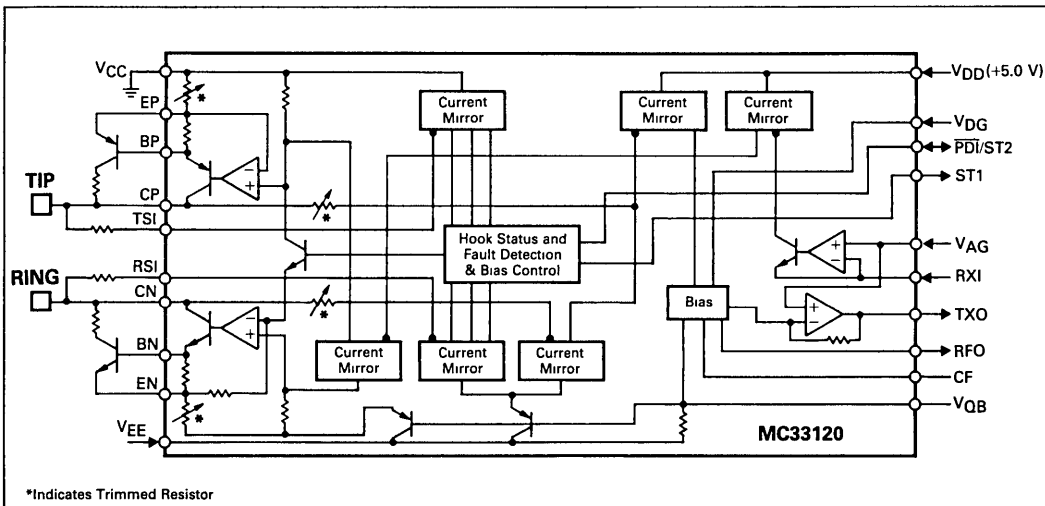 VCC
EP
BP
TIP
CP
TSI
RSI
RING
CN
BN
EN
VEE
*
*
*
*
Current Mirror
Current Mirror
Current Mirror
Hook Status and Fault Detection & Bias Control
Current Mirror
Current Mirror
Current Mirror
Bias
-
+
-
+
+
-
+
-
VDD (+5.0 V)
VDG
PDI/ST2
ST1
VAG
RXI
TXO
RFO
CF
VQB
MC33120
*Indicates Trimmed Resistor